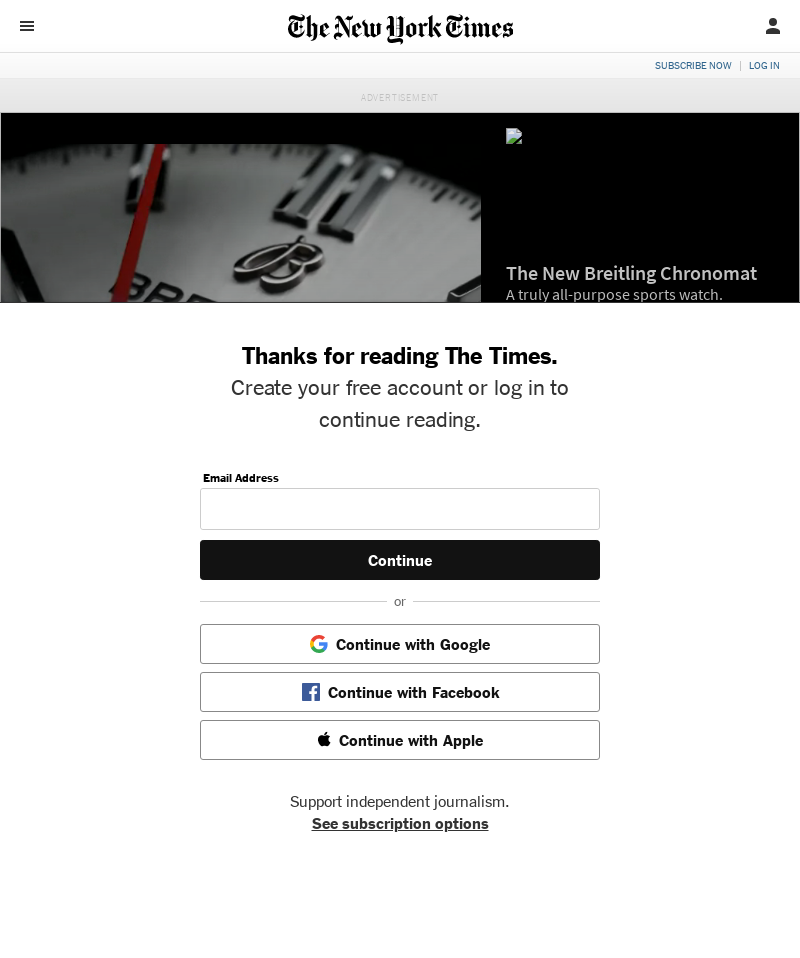 The New York Times
SUBSCRIBE NOW
LOG IN
ADVERTISEMENT
The New Breitling Chronomat
A truly all-purpose sports watch.
Thanks for reading The Times.
Create your free account or log in to
continue reading.
Email Address
Continue
or
Continue with Google
Continue with Facebook
Continue with Apple
Support independent journalism.
See subscription options